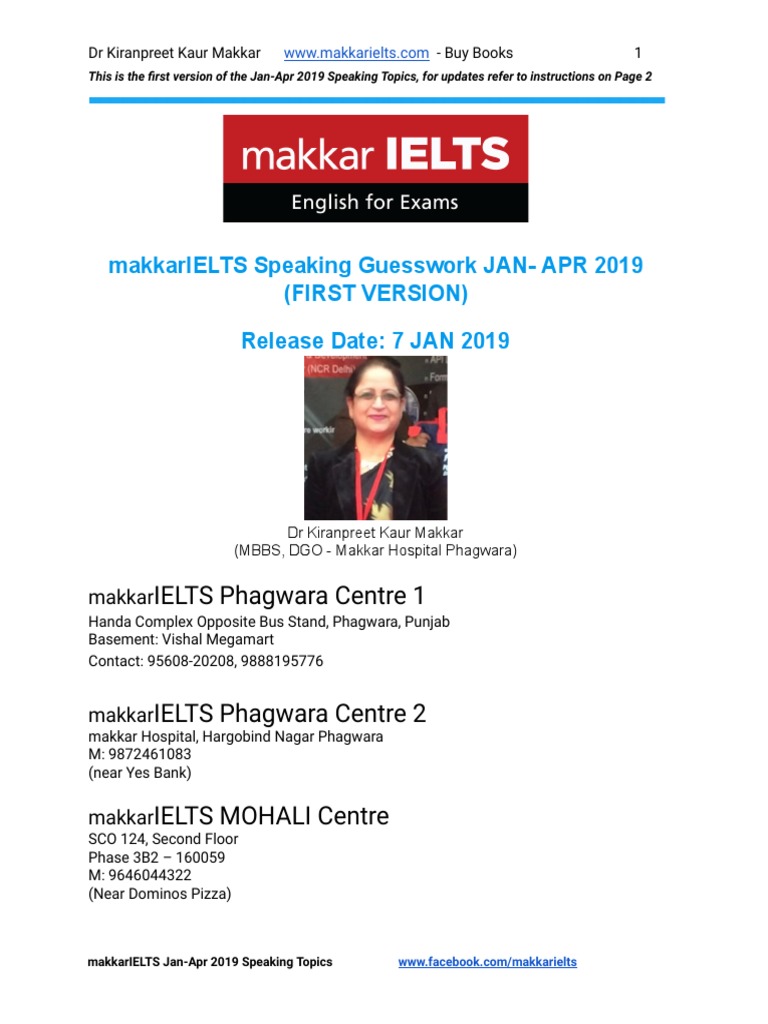 Dr Kiranpreet Kaur Makkar www.makkarielts.com - Buy Books 1
This is the first version of the Jan-Apr 2019 Speaking Topics, for updates refer to instructions on Page 2
makkar IELTS
English for Exams
makkarIELTS Speaking Guesswork JAN- APR 2019
(FIRST VERSION)
Release Date: 7 JAN 2019
(NCR Delhi)
Dr Kiranpreet Kaur Makkar
(MBBS, DGO - Makkar Hospital Phagwara)
makkarIELTS Phagwara Centre 1
Handa Complex Opposite Bus Stand, Phagwara, Punjab
Basement: Vishal Megamart
Contact: 95608-20208, 9888195776
makkarIELTS Phagwara Centre 2
makkar Hospital, Hargobind Nagar Phagwara
M: 9872461083
(near Yes Bank)
makkarIELTS MOHALI Centre
SCO 124, Second Floor
Phase 3B2 – 160059
M: 9646044322
(Near Dominos Pizza)
makkarIELTS Jan-Apr 2019 Speaking Topics www.facebook.com/makkarielts